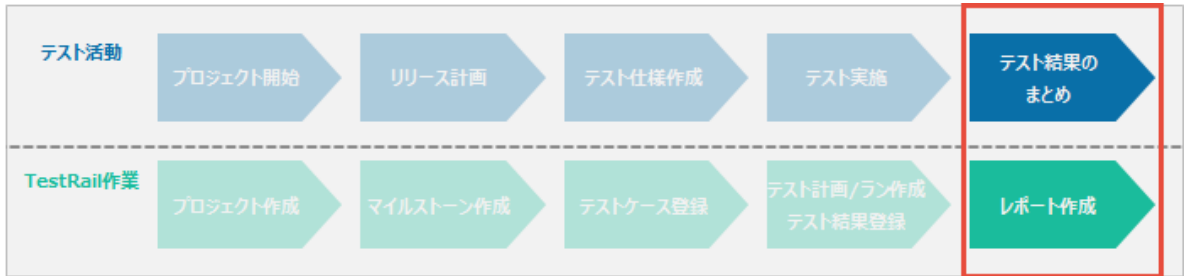 テスト活動
プロジェクト開始
リリース計画
テスト仕様作成
テスト実施
テスト結果の
まとめ
TestRail作業
プロジェクト作成
マイルストーン作成
テストケース登録
テスト計画/ラン作成
テスト結果登録
レポート作成